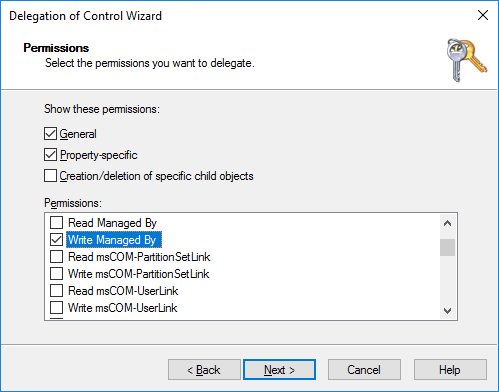 Delegation of Control Wizard
Permissions
Select the permissions you want to delegate.
Show these permissions:
General
Property-specific
Creation/deletion of specific child objects
Permissions:
Read Managed By
Write Managed By
Read msCOM-PartitionSetLink
Write msCOM-PartitionSetLink
Read msCOM-UserLink
Write msCOM-UserLink
< Back Next > Cancel Help